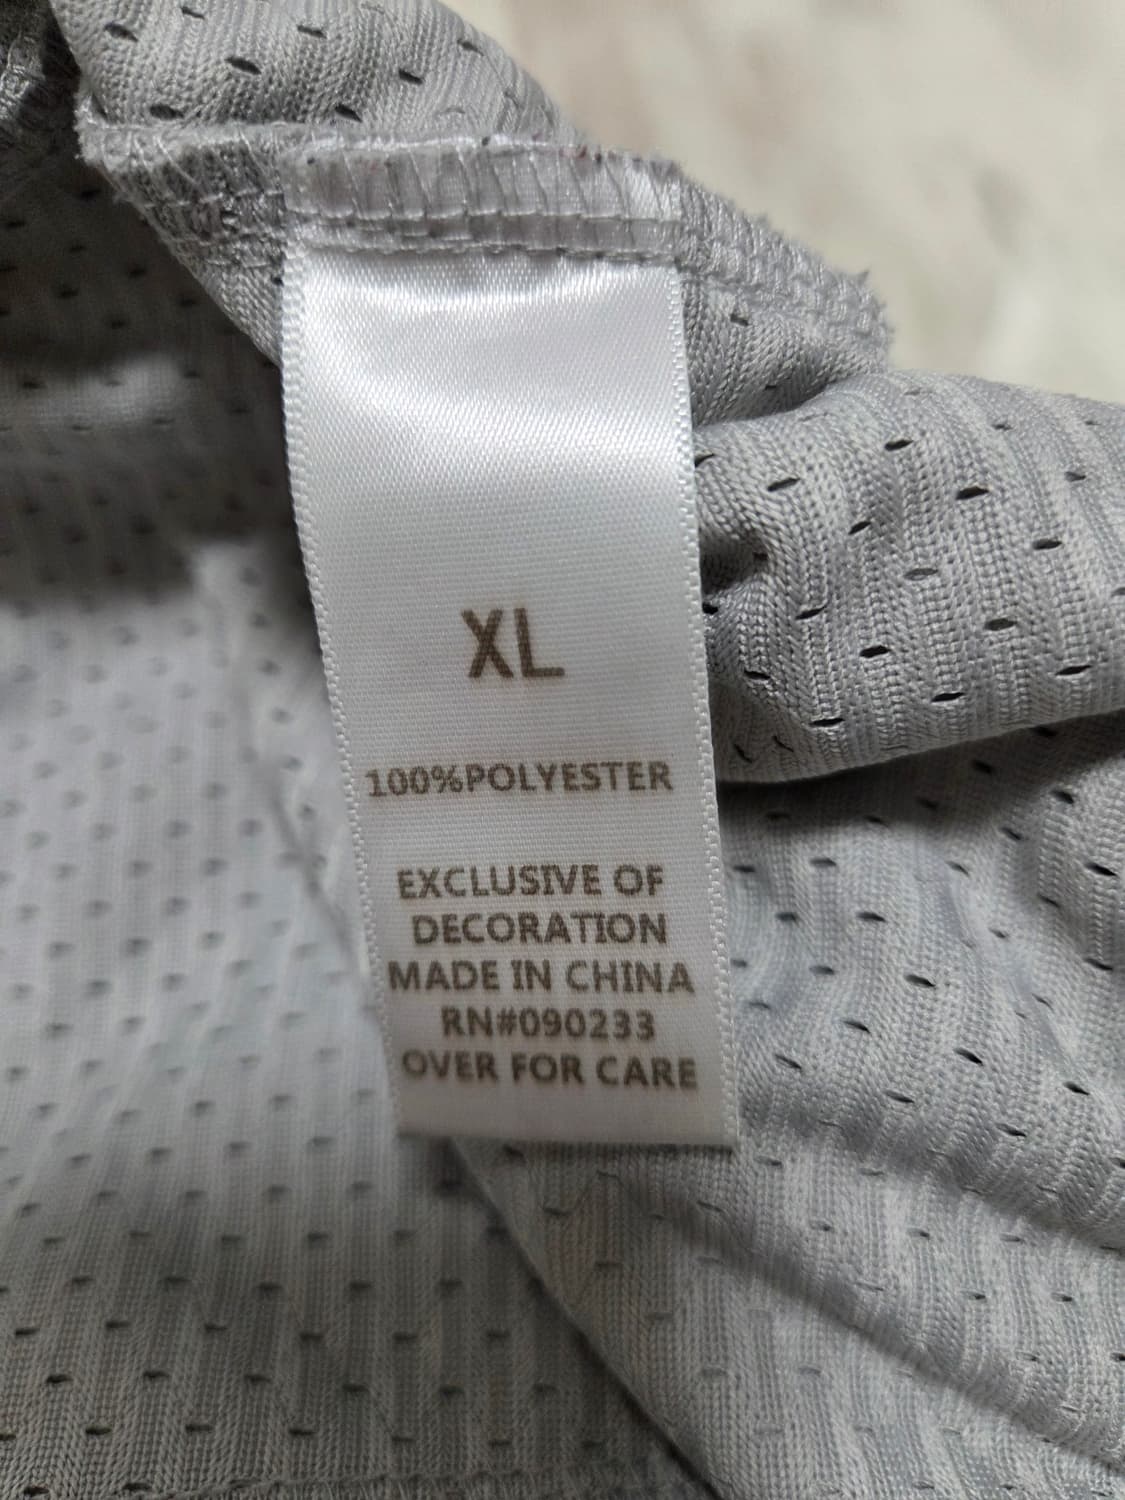 XL
100%POLYESTER
EXCLUSIVE OF
DECORATION
MADE IN CHINA
RN#090233
OVER FOR CARE